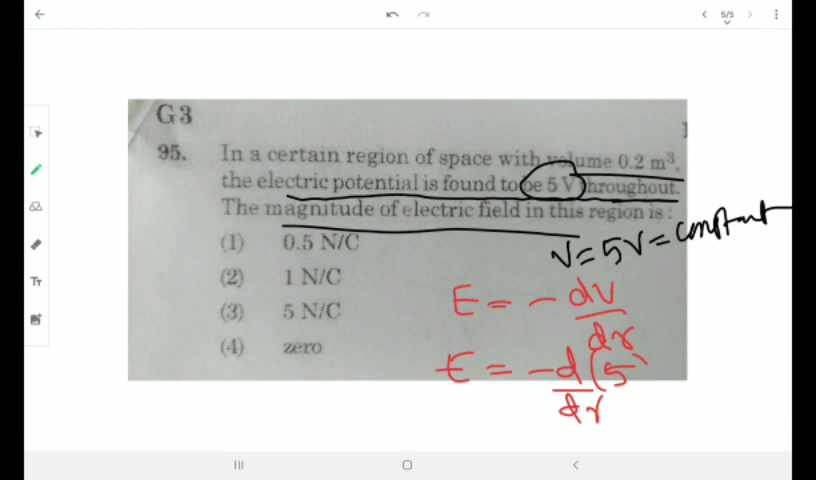 5/5
G3
95. In a certain region of space with volume 0.2 m³,
the electric potential is found to be 5 V throughout.
The magnitude of electric field in this region is :
(1) 0.5 N/C
V = 5V = constant
(2) 1 N/C
E = - dV/dr
(3) 5 N/C
(4) zero
E = - d/dr (5)
Tт